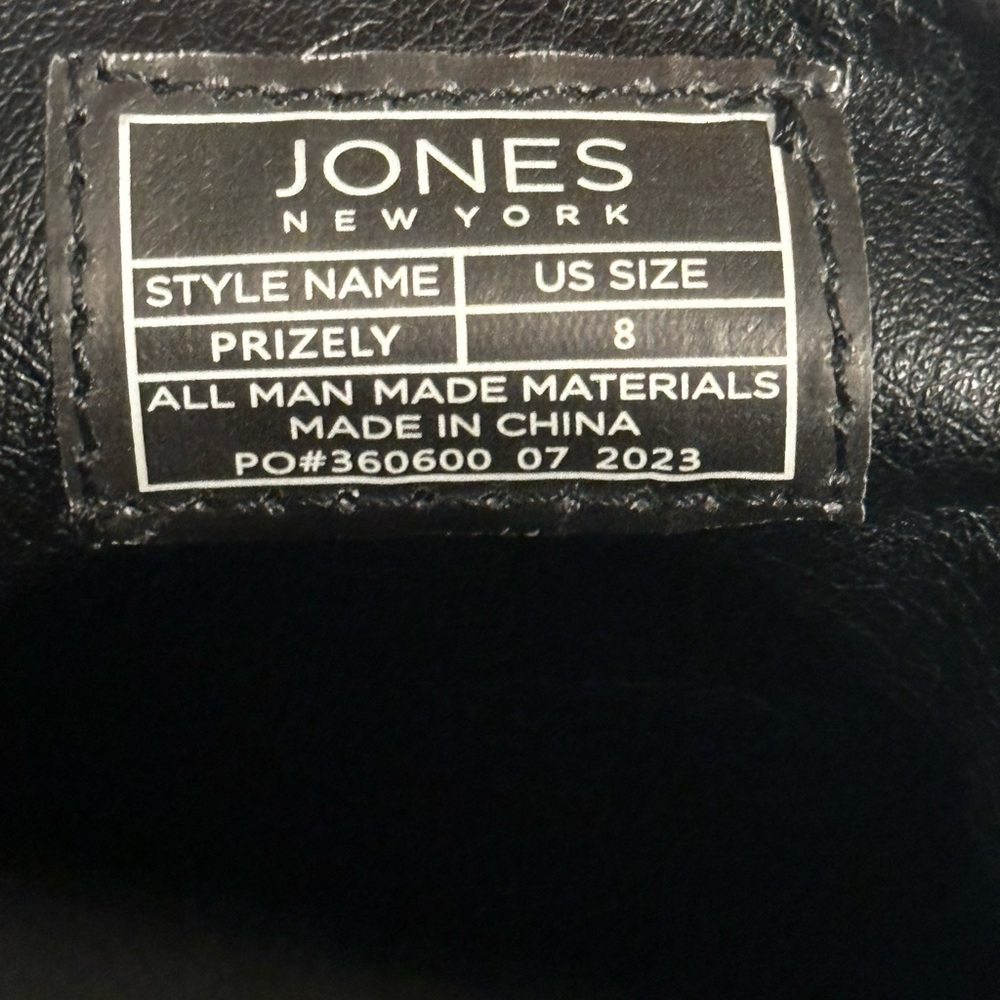 JONES
NEW YORK
STYLE NAME US SIZE
PRIZELY 8
ALL MAN MADE MATERIALS
MADE IN CHINA
PO#360600 07 2023